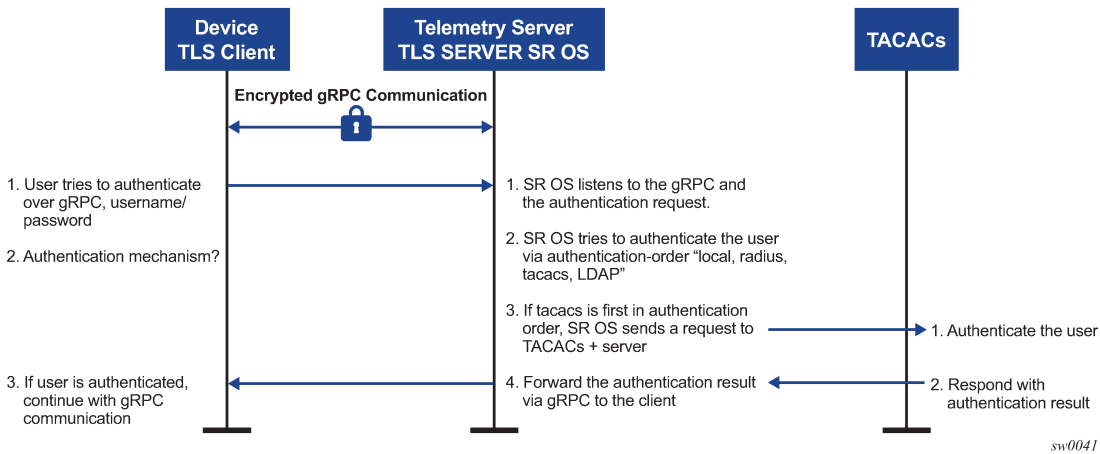 Device
TLS Client
Telemetry Server
TLS SERVER SR OS
TACACs
Encrypted gRPC Communication
1. User tries to authenticate
over gRPC, username/
password
2. Authentication mechanism?
3. If user is authenticated,
continue with gRPC
communication
1. SR OS listens to the gRPC and
the authentication request.
2. SR OS tries to authenticate the user
via authentication-order “local, radius,
tacacs, LDAP”
3. If tacacs is first in authentication
order, SR OS sends a request to
TACACs + server
4. Forward the authentication result
via gRPC to the client
1. Authenticate the user
2. Respond with
authentication result
sw0041